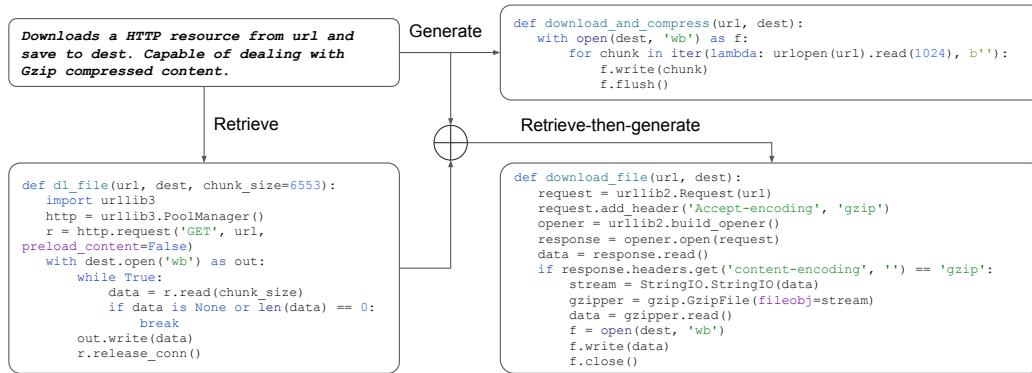 Downloads a HTTP resource from url and
save to dest. Capable of dealing with
Gzip compressed content.
Generate
def download_and_compress(url, dest):
    with open(dest, 'wb') as f:
        for chunk in iter(lambda: urlopen(url).read(1024), b''):
            f.write(chunk)
            f.flush()
Retrieve
Retrieve-then-generate
def dl_file(url, dest, chunk_size=6553):
    import urllib3
    http = urllib3.PoolManager()
    r = http.request('GET', url,
preload_content=False)
    with dest.open('wb') as out:
        while True:
            data = r.read(chunk_size)
            if data is None or len(data) == 0:
                break
        out.write(data)
        r.release_conn()
def download_file(url, dest):
    request = urllib2.Request(url)
    request.add_header('Accept-encoding', 'gzip')
    opener = urllib2.build_opener()
    response = opener.open(request)
    data = response.read()
    if response.headers.get('content-encoding', '') == 'gzip':
        stream = StringIO.StringIO(data)
        gzipper = gzip.GzipFile(fileobj=stream)
        data = gzipper.read()
        f = open(dest, 'wb')
        f.write(data)
        f.close()